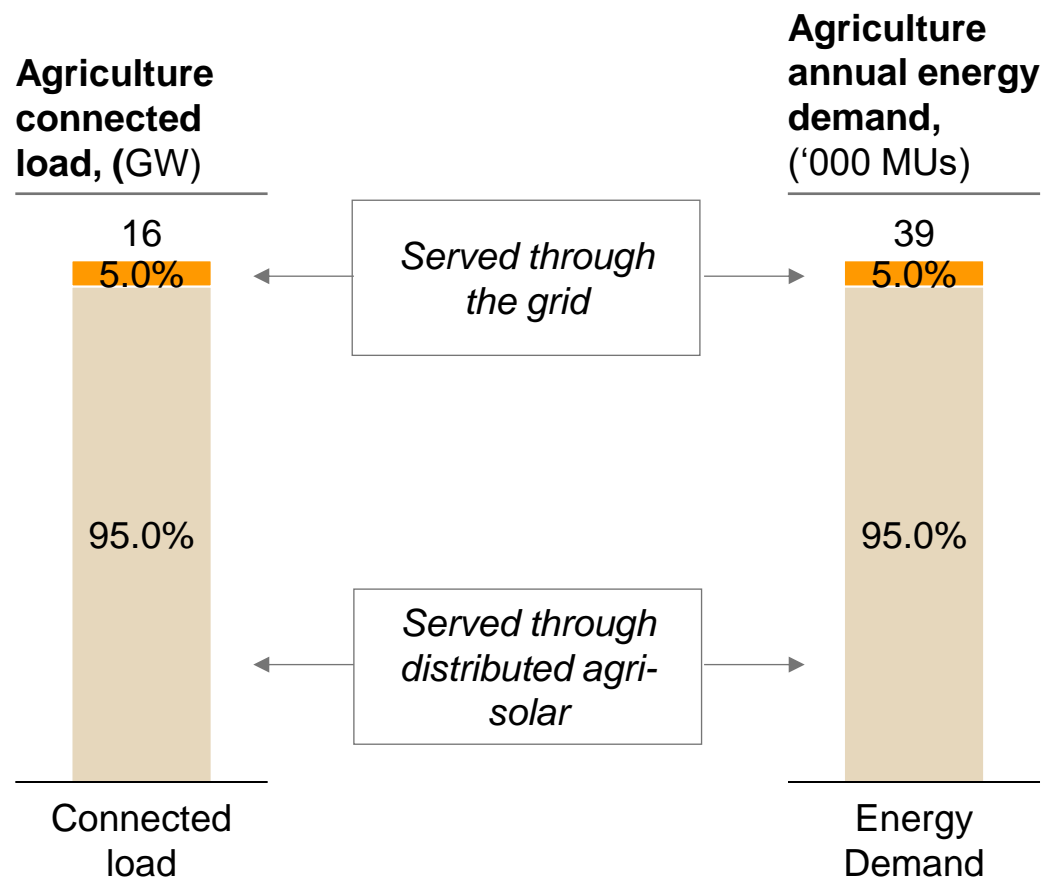 Agriculture
connected
load, (GW)
16
5.0%
95.0%
Connected
load
Served through
the grid
Served through
distributed agri-
solar
Agriculture
annual energy
demand,
(‘000 MUs)
39
5.0%
95.0%
Energy
Demand